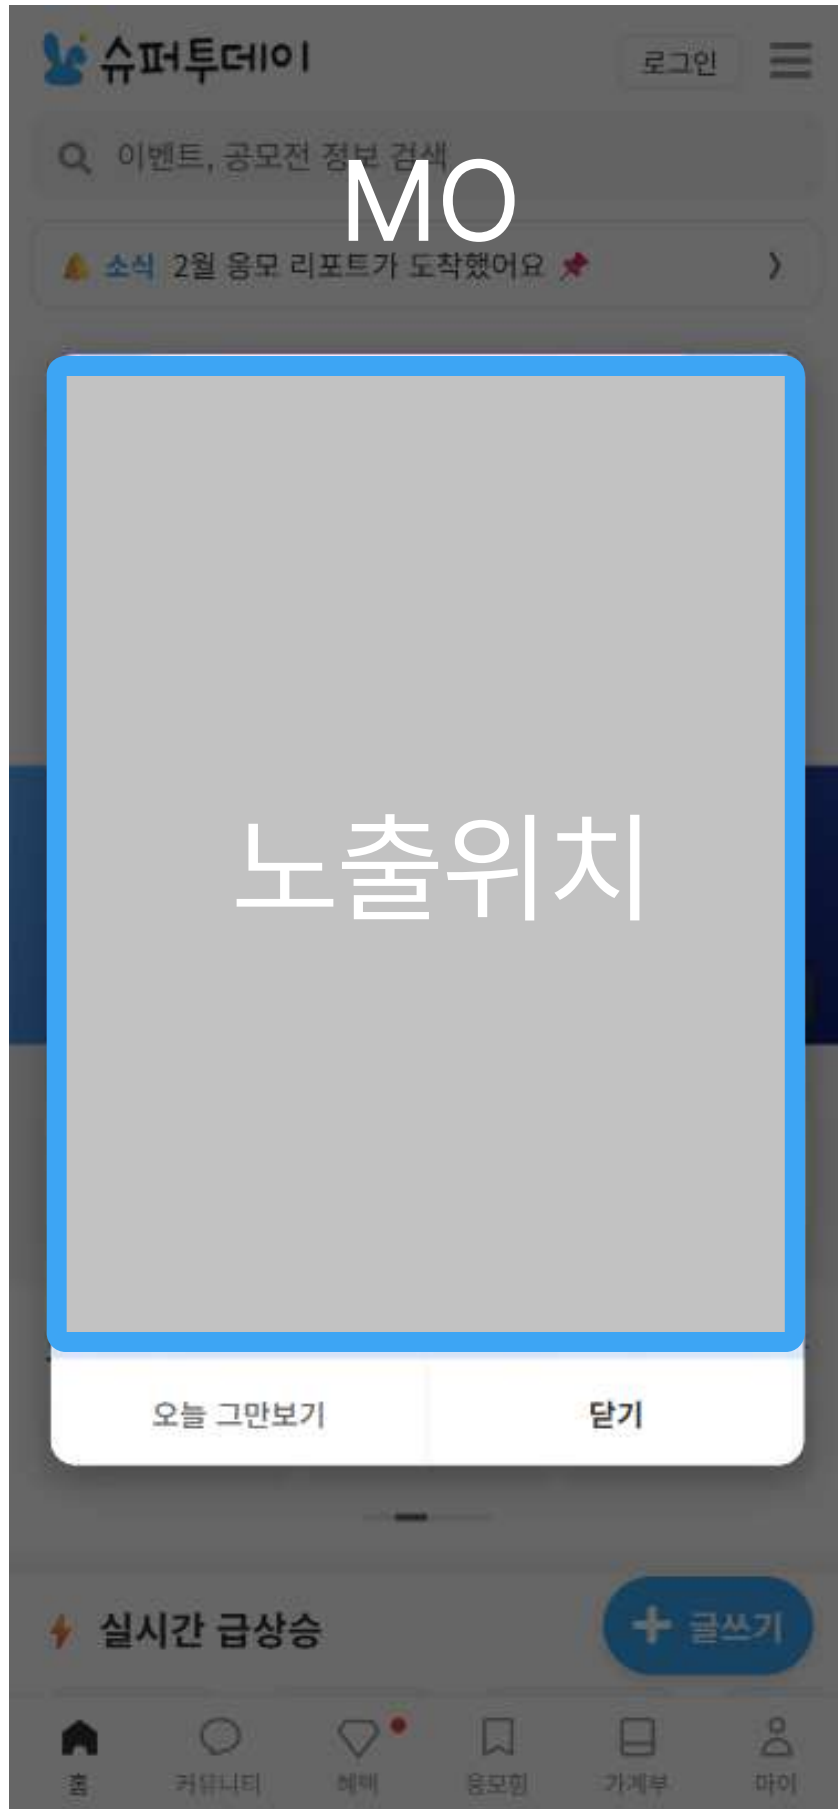 슈퍼투데이
로그인
이벤트, 공모전 정보 검색
MO
소식 2월 응모 리포트가 도착했어요
노출위치
오늘 그만보기
닫기
실시간 급상승
글쓰기
홈
커뮤니티
혜택
응모함
가계부
마이